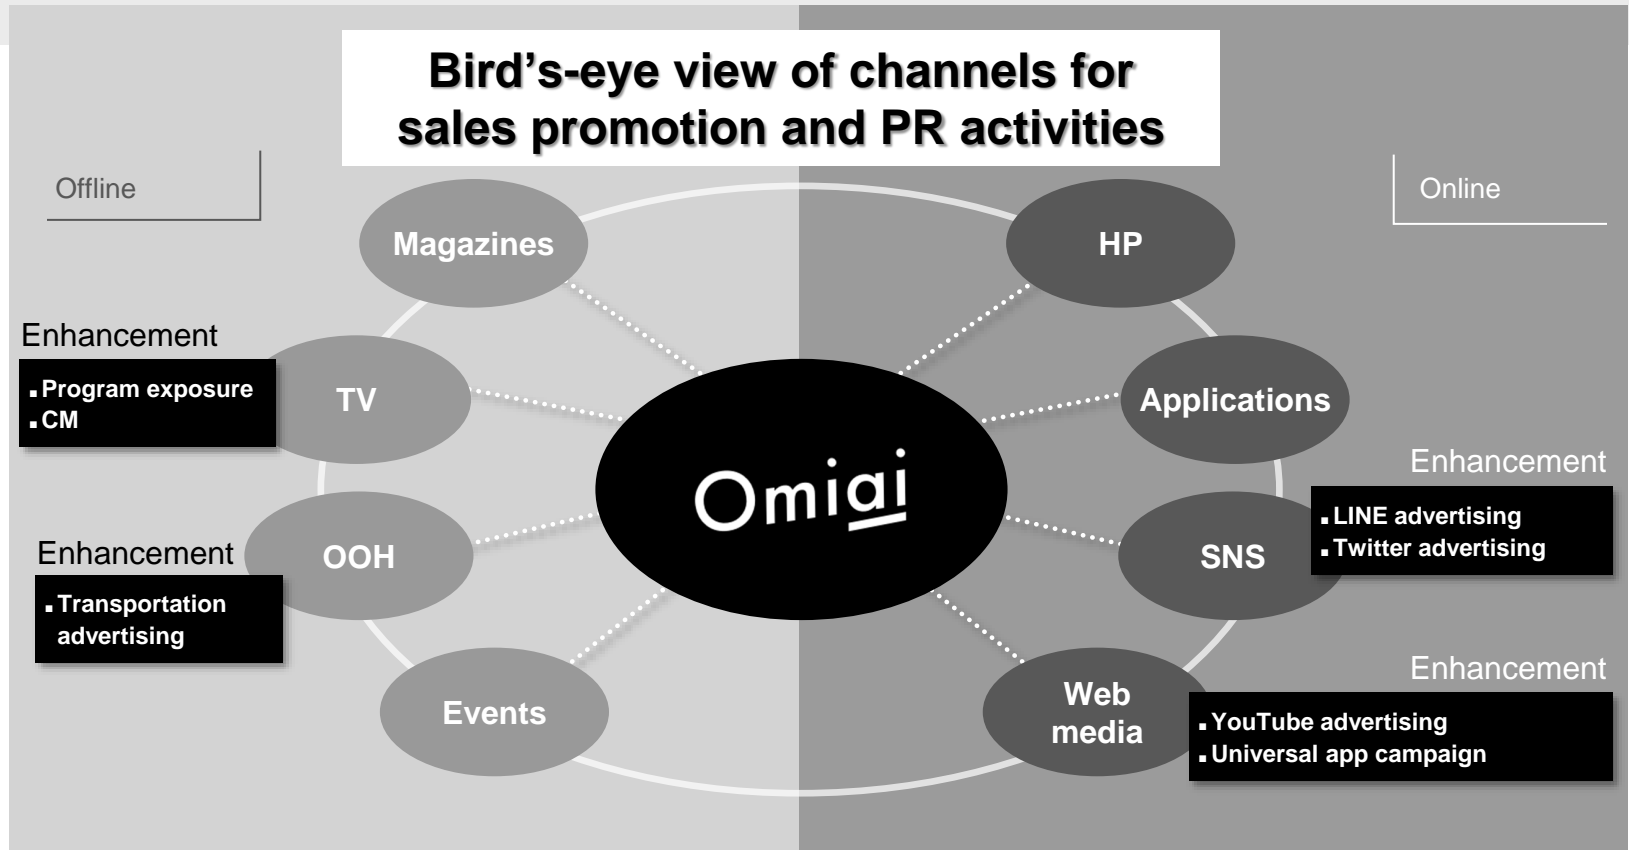 Bird’s-eye view of channels for
sales promotion and PR activities
Offline
Online
Magazines
HP
Enhancement
▪Program exposure
▪CM
TV
Applications
Omiai
Enhancement
▪LINE advertising
▪Twitter advertising
SNS
Enhancement
▪Transportation
advertising
OOH
Events
Web
media
Enhancement
▪YouTube advertising
▪Universal app campaign